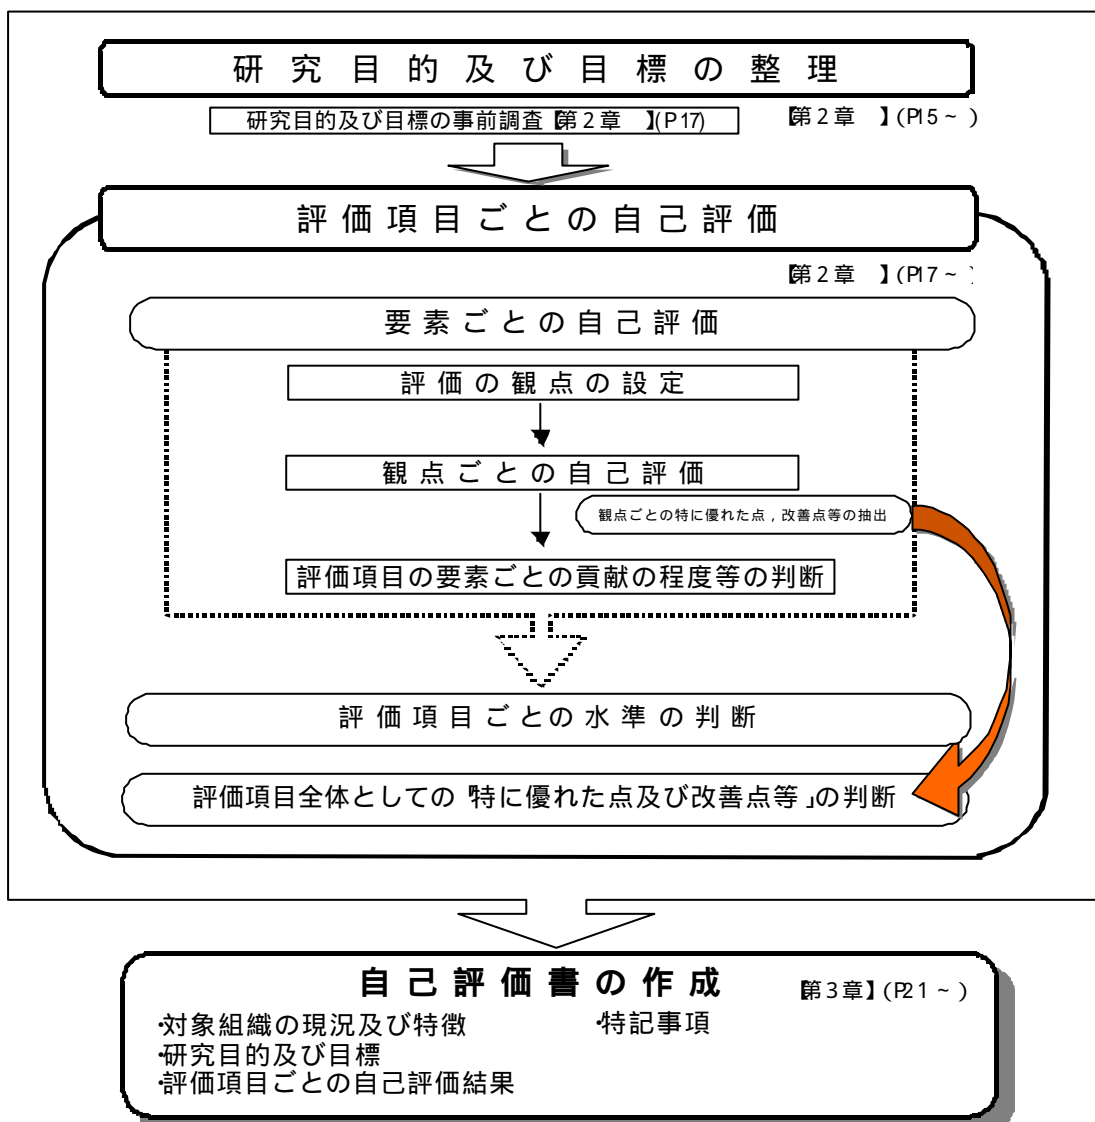 研究目的及び目標の整理
研究目的及び目標の事前調査【第2章 】(P17)
【第2章 】(P15~ )
評価項目ごとの自己評価
【第2章 】(P17~ )
要素ごとの自己評価
評価の観点の設定
観点ごとの自己評価
観点ごとの特に優れた点,改善点等の抽出
評価項目の要素ごとの貢献の程度等の判断
評価項目ごとの水準の判断
評価項目全体としての「特に優れた点及び改善点等」の判断
自己評価書の作成
【第3章】(P21~ )
・対象組織の現況及び特徴
・特記事項
・研究目的及び目標
・評価項目ごとの自己評価結果